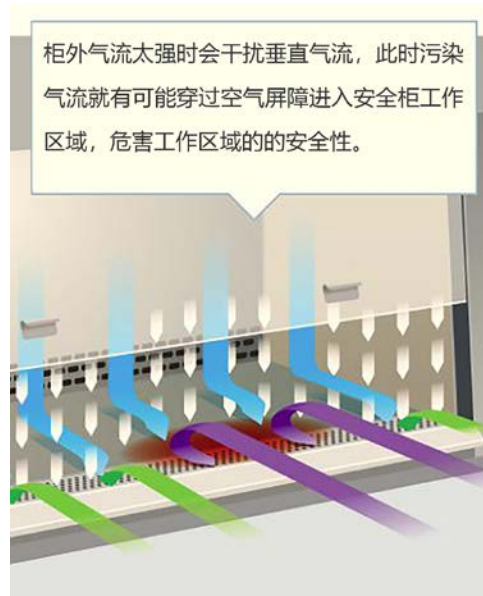 柜外气流太强时会干扰垂直气流，此时污染
气流就有可能穿过空气屏障进入安全柜工作
区域，危害工作区域的的安全性。